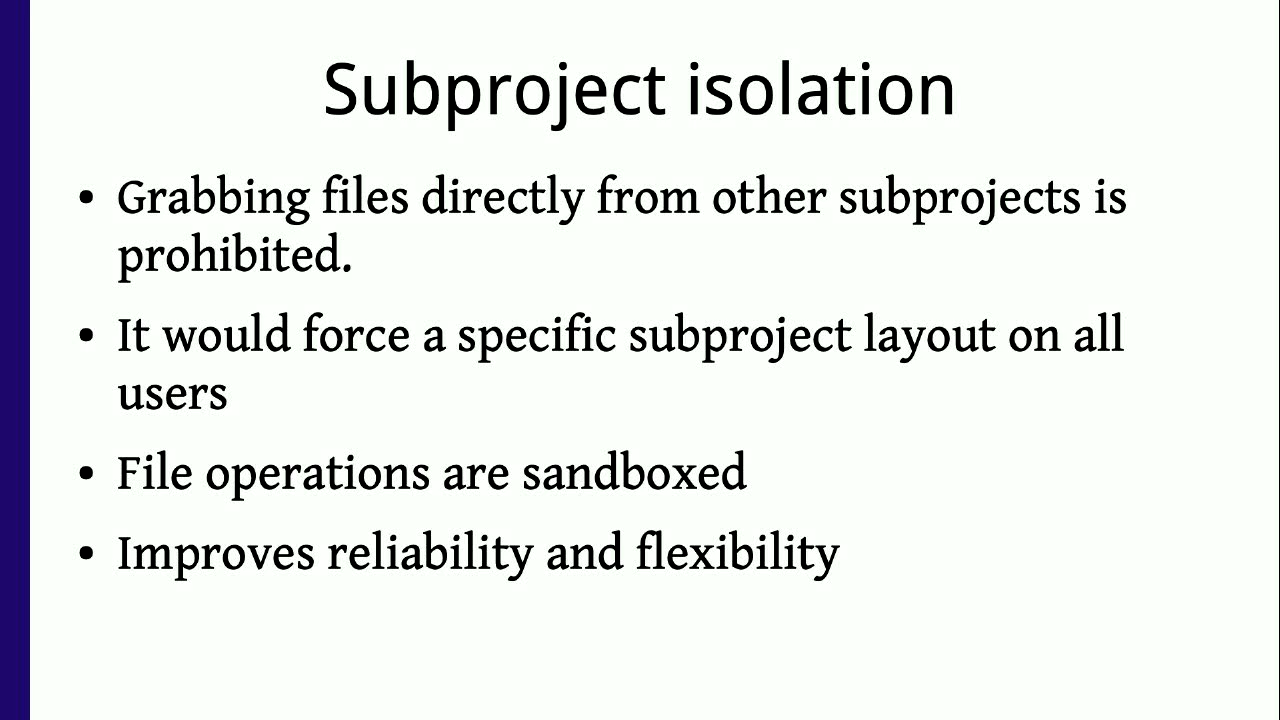 Subproject isolation
• Grabbing files directly from other subprojects is
prohibited.
• It would force a specific subproject layout on all
users
• File operations are sandboxed
• Improves reliability and flexibility